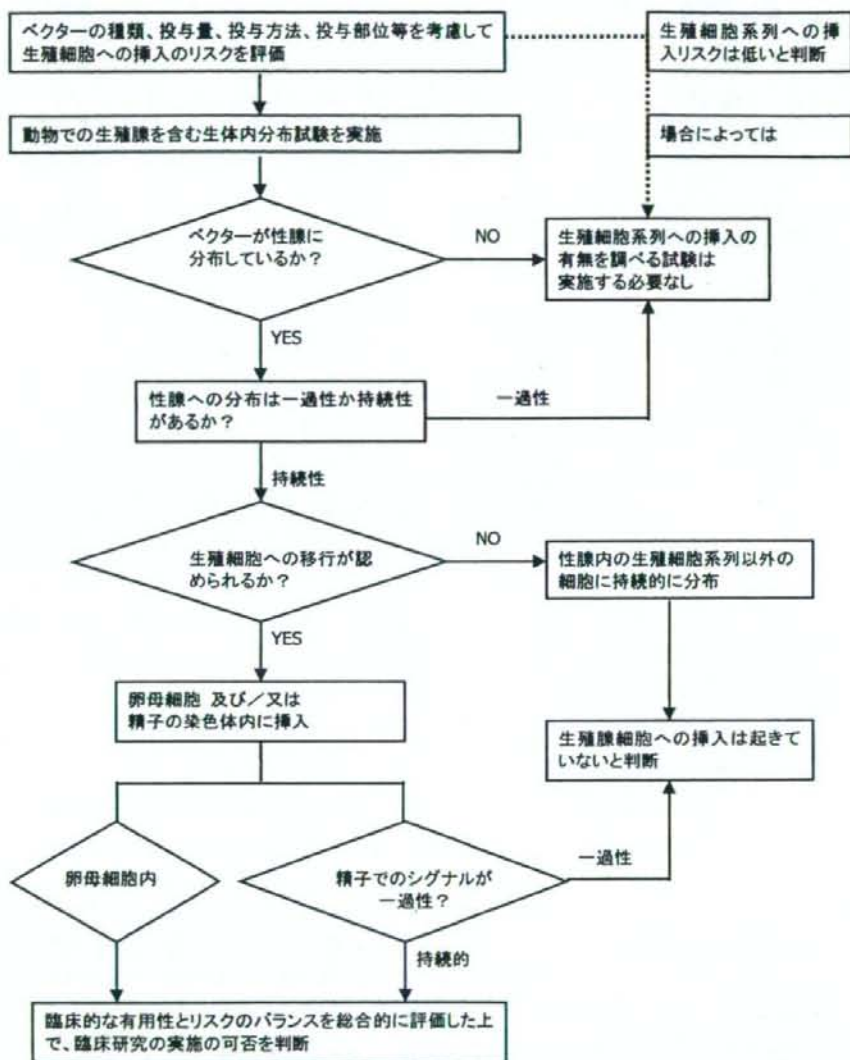 ベクターの種類、投与量、投与方法、投与部位等を考慮して
生殖細胞への挿入のリスクを評価
生殖細胞系列への挿
入リスクは低いと判断
動物での生殖腺を含む生体内分布試験を実施
場合によっては
ベクターが性腺に
分布しているか？
NO
生殖細胞系列への挿入の
有無を調べる試験は
実施する必要なし
YES
性腺への分布は一過性か持続性
があるか？
一過性
持続性
生殖細胞への移行が認
められるか？
NO
性腺内の生殖細胞系列以外の
細胞に持続的に分布
YES
卵母細胞 及び／又は
精子の染色体内に挿入
生殖腺細胞への挿入は起きて
いないと判断
卵母細胞内
精子でのシグナルが
一過性？
一過性
持続的
臨床的な有用性とリスクのバランスを総合的に評価した上
で、臨床研究の実施の可否を判断